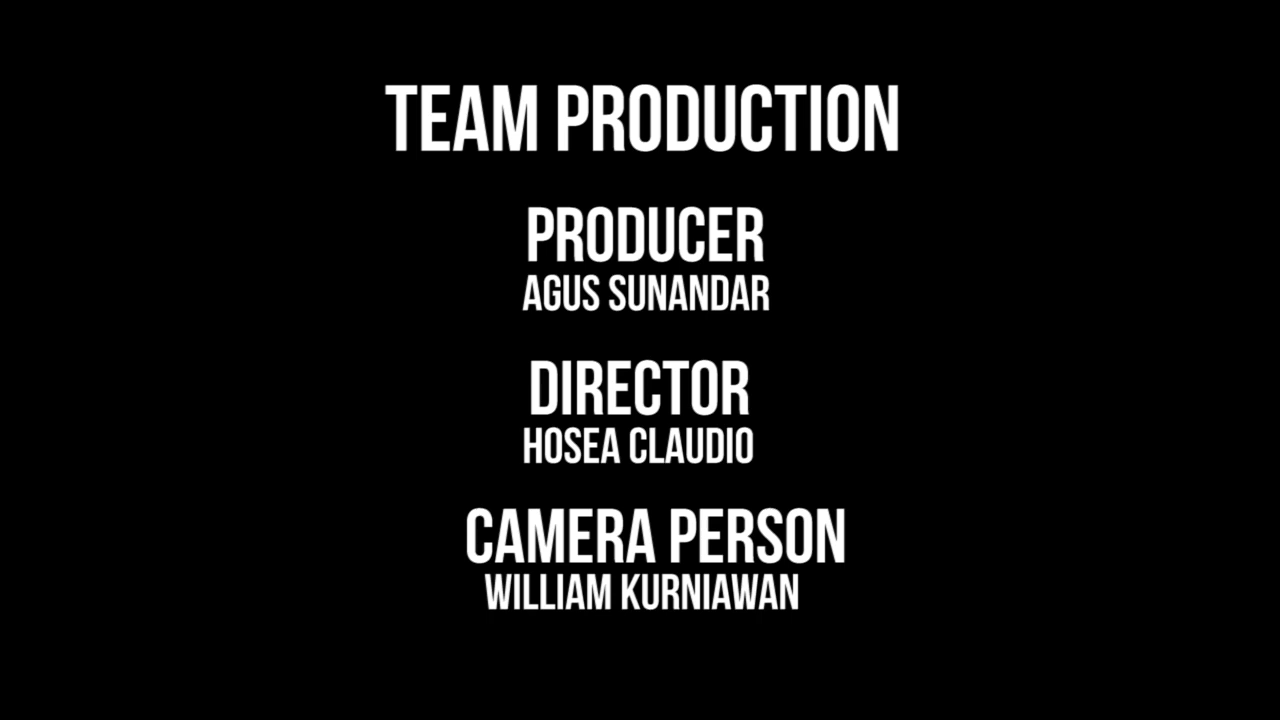 TEAM PRODUCTION
PRODUCER
AGUS SUNANDAR
DIRECTOR
HOSEA CLAUDIO
CAMERA PERSON
WILLIAM KURNIAWAN